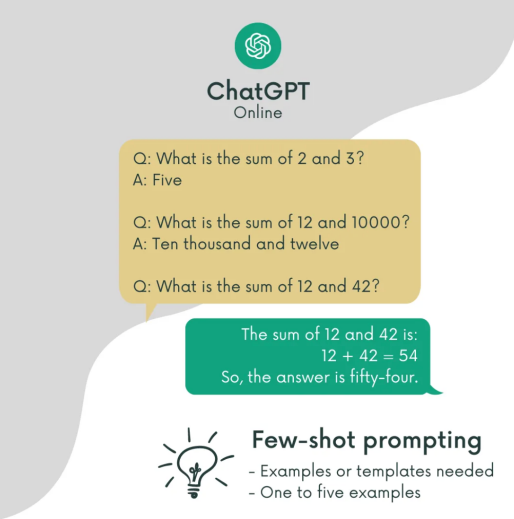 ChatGPT
Online
Q: What is the sum of 2 and 3?
A: Five
Q: What is the sum of 12 and 10000?
A: Ten thousand and twelve
Q: What is the sum of 12 and 42?
The sum of 12 and 42 is:
12 + 42 = 54
So, the answer is fifty-four.
Few-shot prompting
- Examples or templates needed
- One to five examples